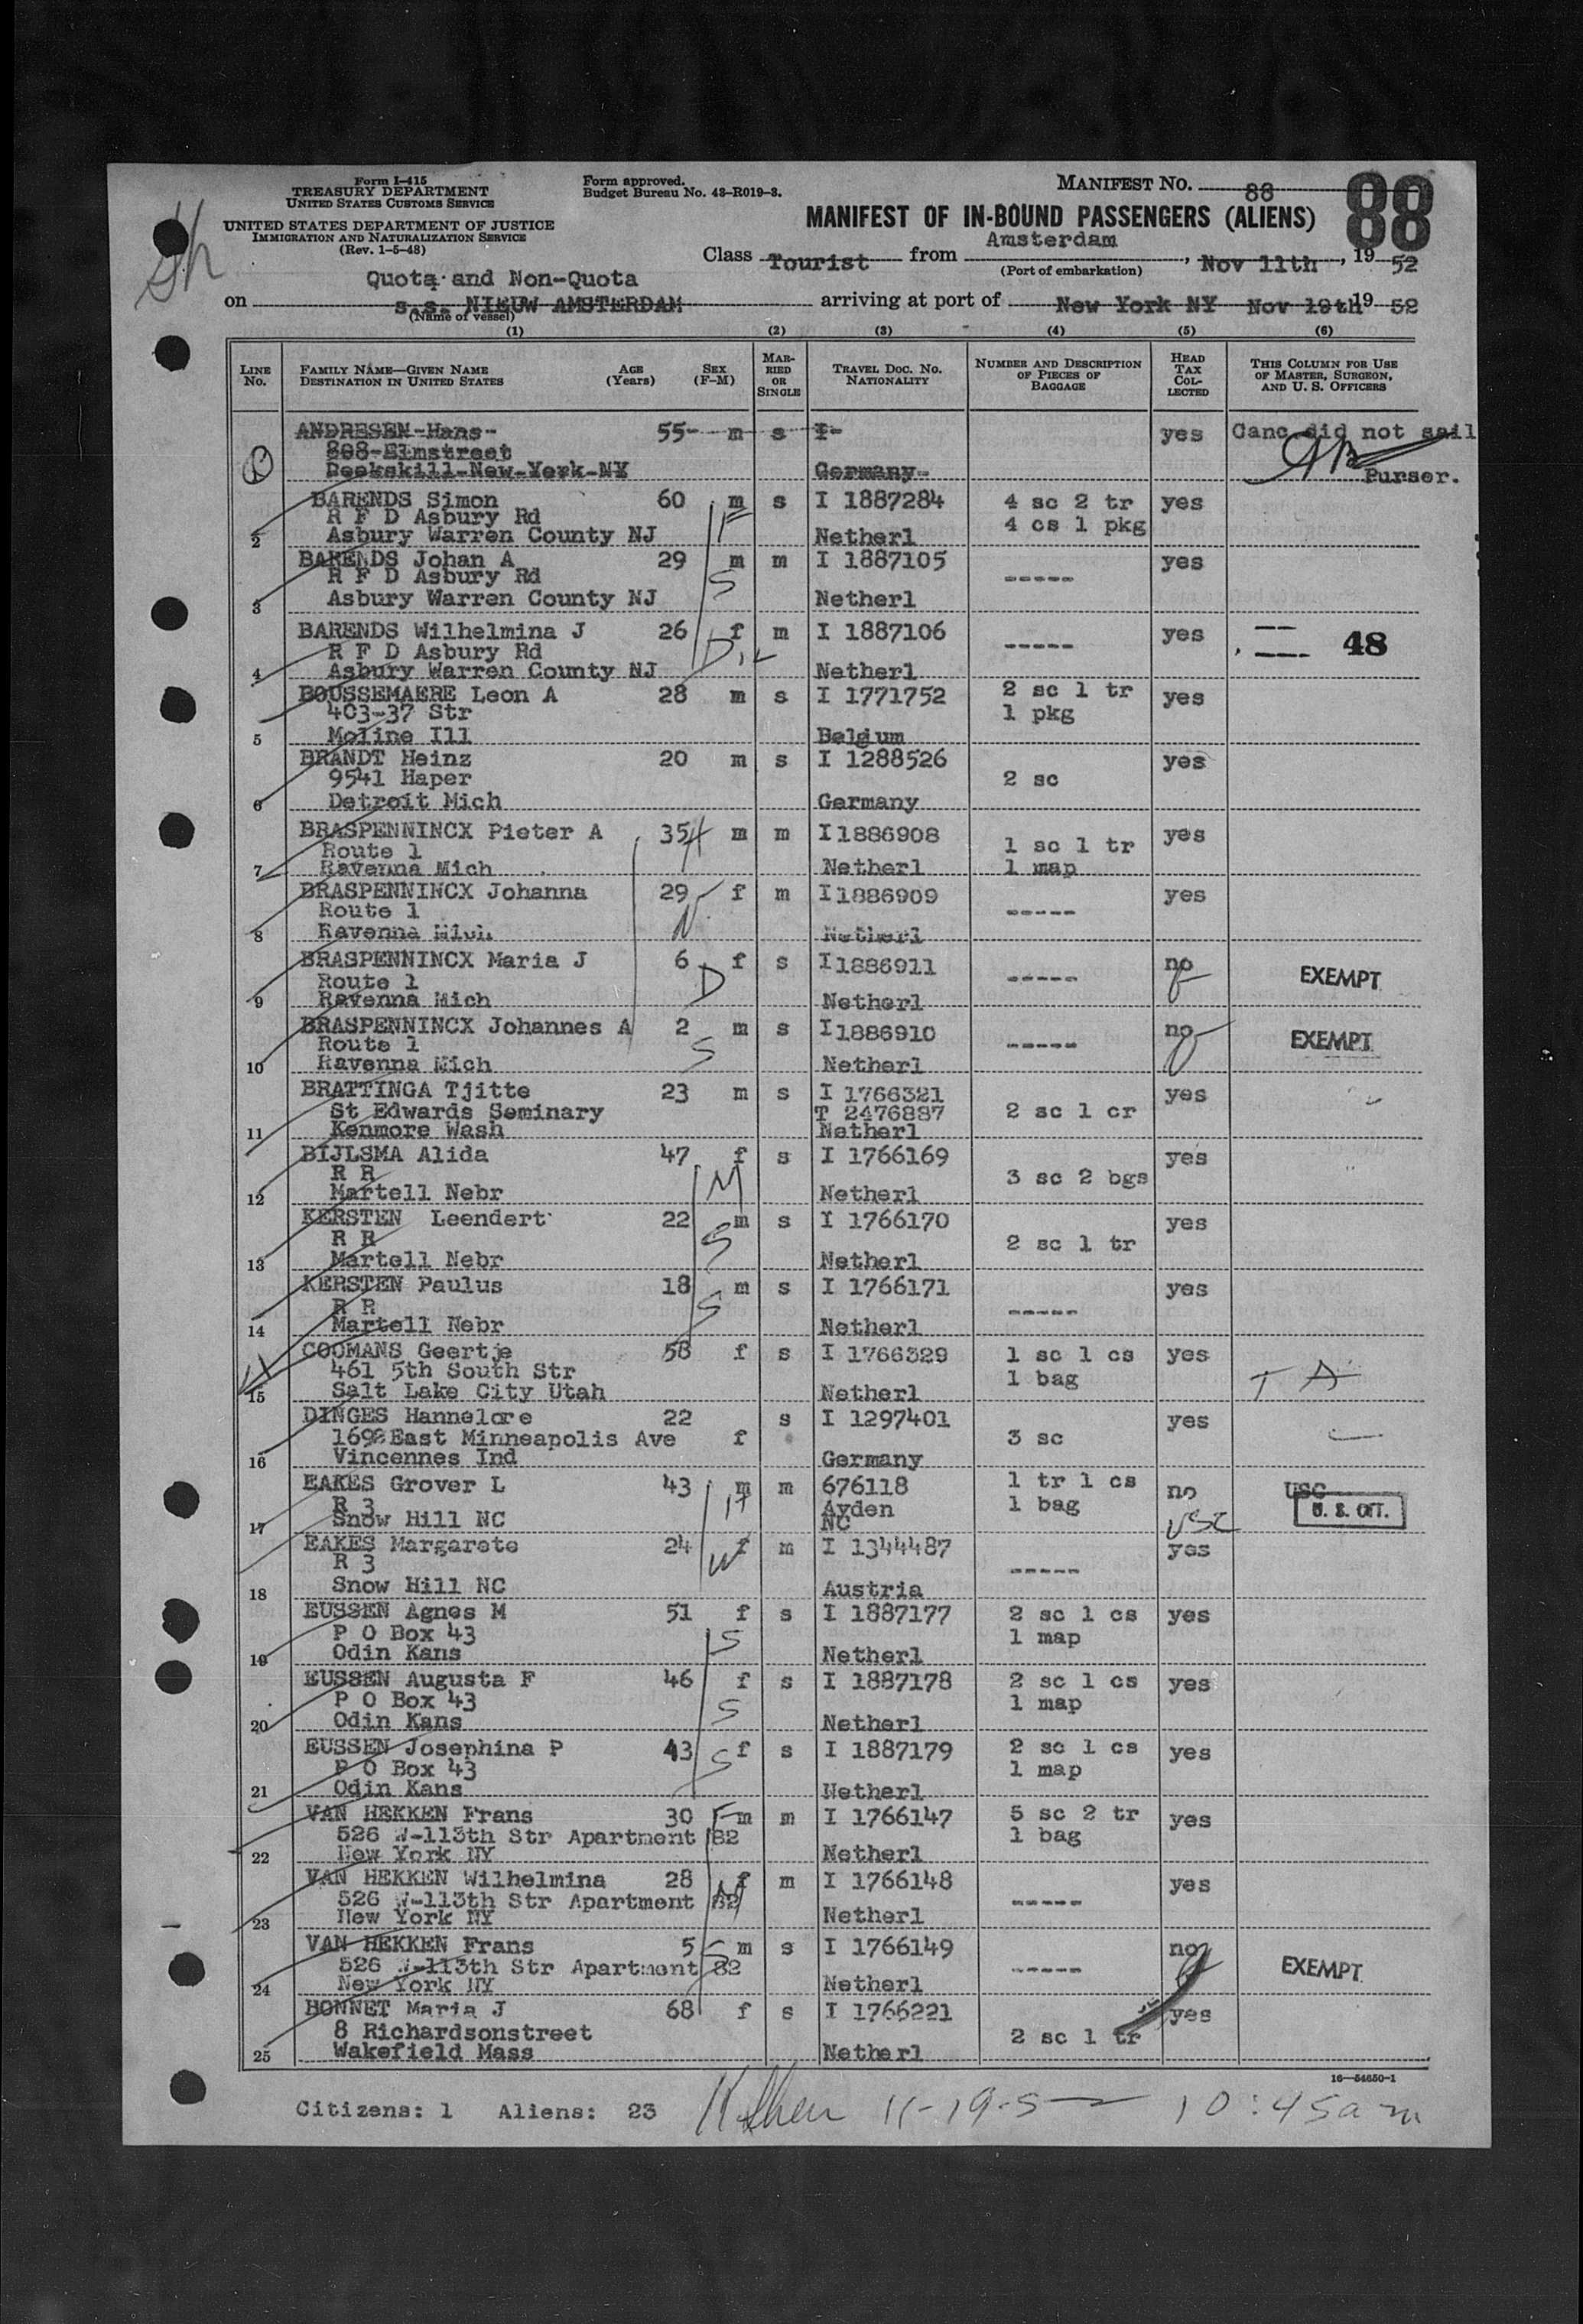 Form I-415
TREASURY DEPARTMENT
UNITED STATES CUSTOMS SERVICE
UNITED STATES DEPARTMENT OF JUSTICE
IMMIGRATION AND NATURALIZATION SERVICE
(Rev. 1-5-48)
Form approved.
Budget Bureau No. 43-R019-3.
MANIFEST NO. 88
88
MANIFEST OF IN-BOUND PASSENGERS (ALIENS)
Class Tourist from Amsterdam, Nov 11th, 1952
(Port of embarkation)
Quota and Non-Quota
on s.s. NIEUW AMSTERDAM arriving at port of New York NY Nov 19th 19 52
(Name of vessel)
(1) (2) (3) (4) (5) (6)
LINE No. FAMILY NAME—GIVEN NAME DESTINATION IN UNITED STATES AGE (Years) SEX (F-M) MARRIED OR SINGLE TRAVEL DOC. NO. NATIONALITY NUMBER AND DESCRIPTION OF PIECES OF BAGGAGE HEAD TAX COLLECTED THIS COLUMN FOR USE OF MASTER, SURGEON, AND U. S. OFFICERS
ANDRESEN-Hans- 55- m s I- yes Canc did not sail
808-Elmstreet
Peekskill-New-York-NY Germany- Purser.
BARENDS Simon 60 m s I 1887284 4 sc 2 tr yes
R F D Asbury Rd 4 cs 1 pkg
2 Asbury Warren County NJ Netherl
BARENDS Johan A 29 m m I 1887105 ----- yes
R F D Asbury Rd
3 Asbury Warren County NJ Netherl
BARENDS Wilhelmina J 26 f m I 1887106 ----- yes 48
R F D Asbury Rd
4 Asbury Warren County NJ Netherl
BOUSSEMAERE Leon A 28 m s I 1771752 2 sc 1 tr yes
403-37 Str 1 pkg
5 Moline Ill Belgium
BRANDT Heinz 20 m s I 1288526 yes
9541 Haper 2 sc
6 Detroit Mich Germany
BRASPENNINCX Pieter A 35 H m m I 1886908 yes
Route 1 1 sc 1 tr
7 Ravenna Mich Netherl 1 map
BRASPENNINCX Johanna 29 f m I 1886909 yes
Route 1 -----
8 Ravenna Mich Netherl
BRASPENNINCX Maria J 6 f s I 1886911 ----- no EXEMPT
Route 1 D
9 Ravenna Mich Netherl
BRASPENNINCX Johannes A 2 m s I 1886910 ----- no EXEMPT
Route 1 S
10 Ravenna Mich Netherl
BRATTINGA Tjitte 23 m s I 1766321 yes
St Edwards Seminary T 2476887 2 sc 1 cr
11 Kenmore Wash Netherl
BIJLSMA Alida 47 f s I 1766169 yes
R R M 3 sc 2 bgs
12 Martell Nebr Netherl
KERSTEN Leendert 22 m s I 1766170 yes
R R S 2 sc 1 tr
13 Martell Nebr Netherl
KERSTEN Paulus 18 m s I 1766171 yes
R R S -----
14 Martell Nebr Netherl
COOMANS Geertje 58 f s I 1766329 1 sc 1 cs yes
461 5th South Str 1 bag T A
15 Salt Lake City Utah Netherl
DINGES Hannelore 22 s I 1297401 yes
1698 East Minneapolis Ave f 3 sc
16 Vincennes Ind Germany
EAKES Grover L 43 m m 676118 1 tr 1 cs no USC
R 3 H Ayden 1 bag U. S. CIT.
17 Snow Hill NC NC USC
EAKES Margarete 24 f m I 1344487 yes
R 3 W -----
18 Snow Hill NC Austria
EUSSEN Agnes M 51 f s I 1887177 2 sc 1 cs yes
P O Box 43 S 1 map
19 Odin Kans Netherl
EUSSEN Augusta F 46 f s I 1887178 2 sc 1 cs yes
P O Box 43 S 1 map
20 Odin Kans Netherl
EUSSEN Josephina P 43 f s I 1887179 2 sc 1 cs yes
P O Box 43 S 1 map
21 Odin Kans Netherl
VAN HEKKEN Frans 30 F m m I 1766147 5 sc 2 tr yes
526 W-113th Str Apartment 82 1 bag
22 New York NY Netherl
VAN HEKKEN Wilhelmina 28 f m I 1766148 yes
526 W-113th Str Apartment 82 M -----
23 New York NY Netherl
VAN HEKKEN Frans 5 S m s I 1766149 no
526 W-113th Str Apartment 82 ----- EXEMPT
24 New York NY Netherl
BONNET Maria J 68 f s I 1766221 yes
8 Richardsonstreet 2 sc 1 tr
25 Wakefield Mass Netherl
16—54650-1
Citizens: 1 Aliens: 23 11-19-52 10:45 am